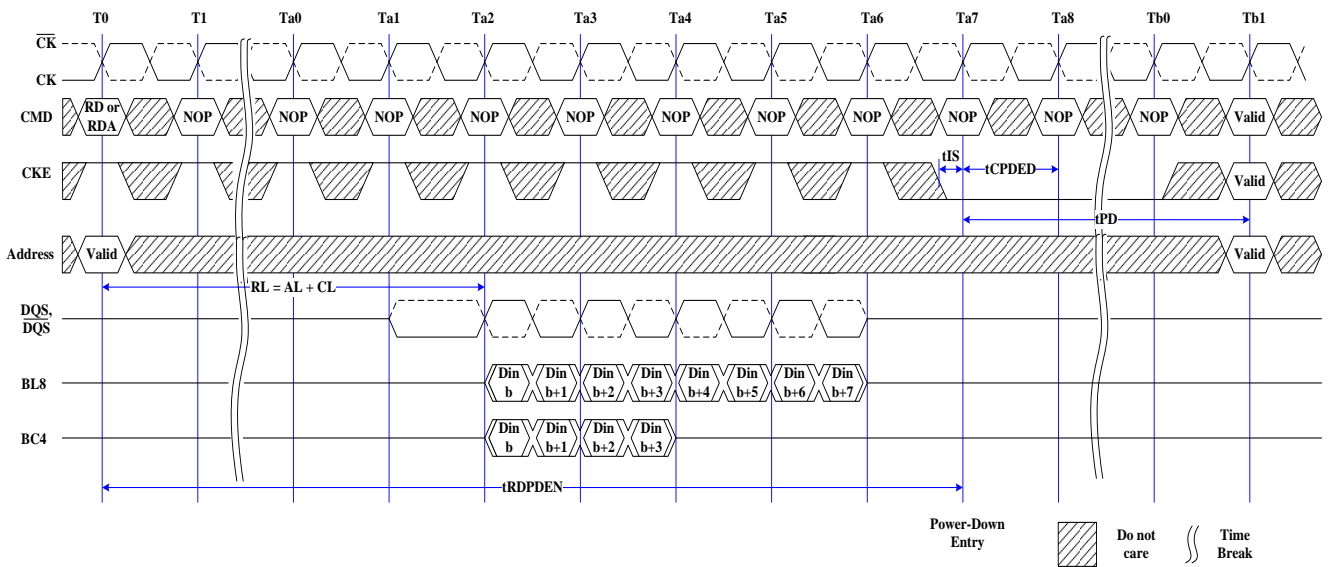 T0 T1 Ta0 Ta1 Ta2 Ta3 Ta4 Ta5 Ta6 Ta7 Ta8 Tb0 Tb1
CK
CK
CMD RD or RDA NOP NOP NOP NOP NOP NOP NOP NOP NOP NOP NOP Valid
tIS
tCPDED
CKE Valid
tPD
Address Valid Valid
RL = AL + CL
DQS,
DQS
BL8 Din b Din b+1 Din b+2 Din b+3 Din b+4 Din b+5 Din b+6 Din b+7
BC4 Din b Din b+1 Din b+2 Din b+3
tRDPDEN
Power-Down
Entry
Do not
care
Time
Break